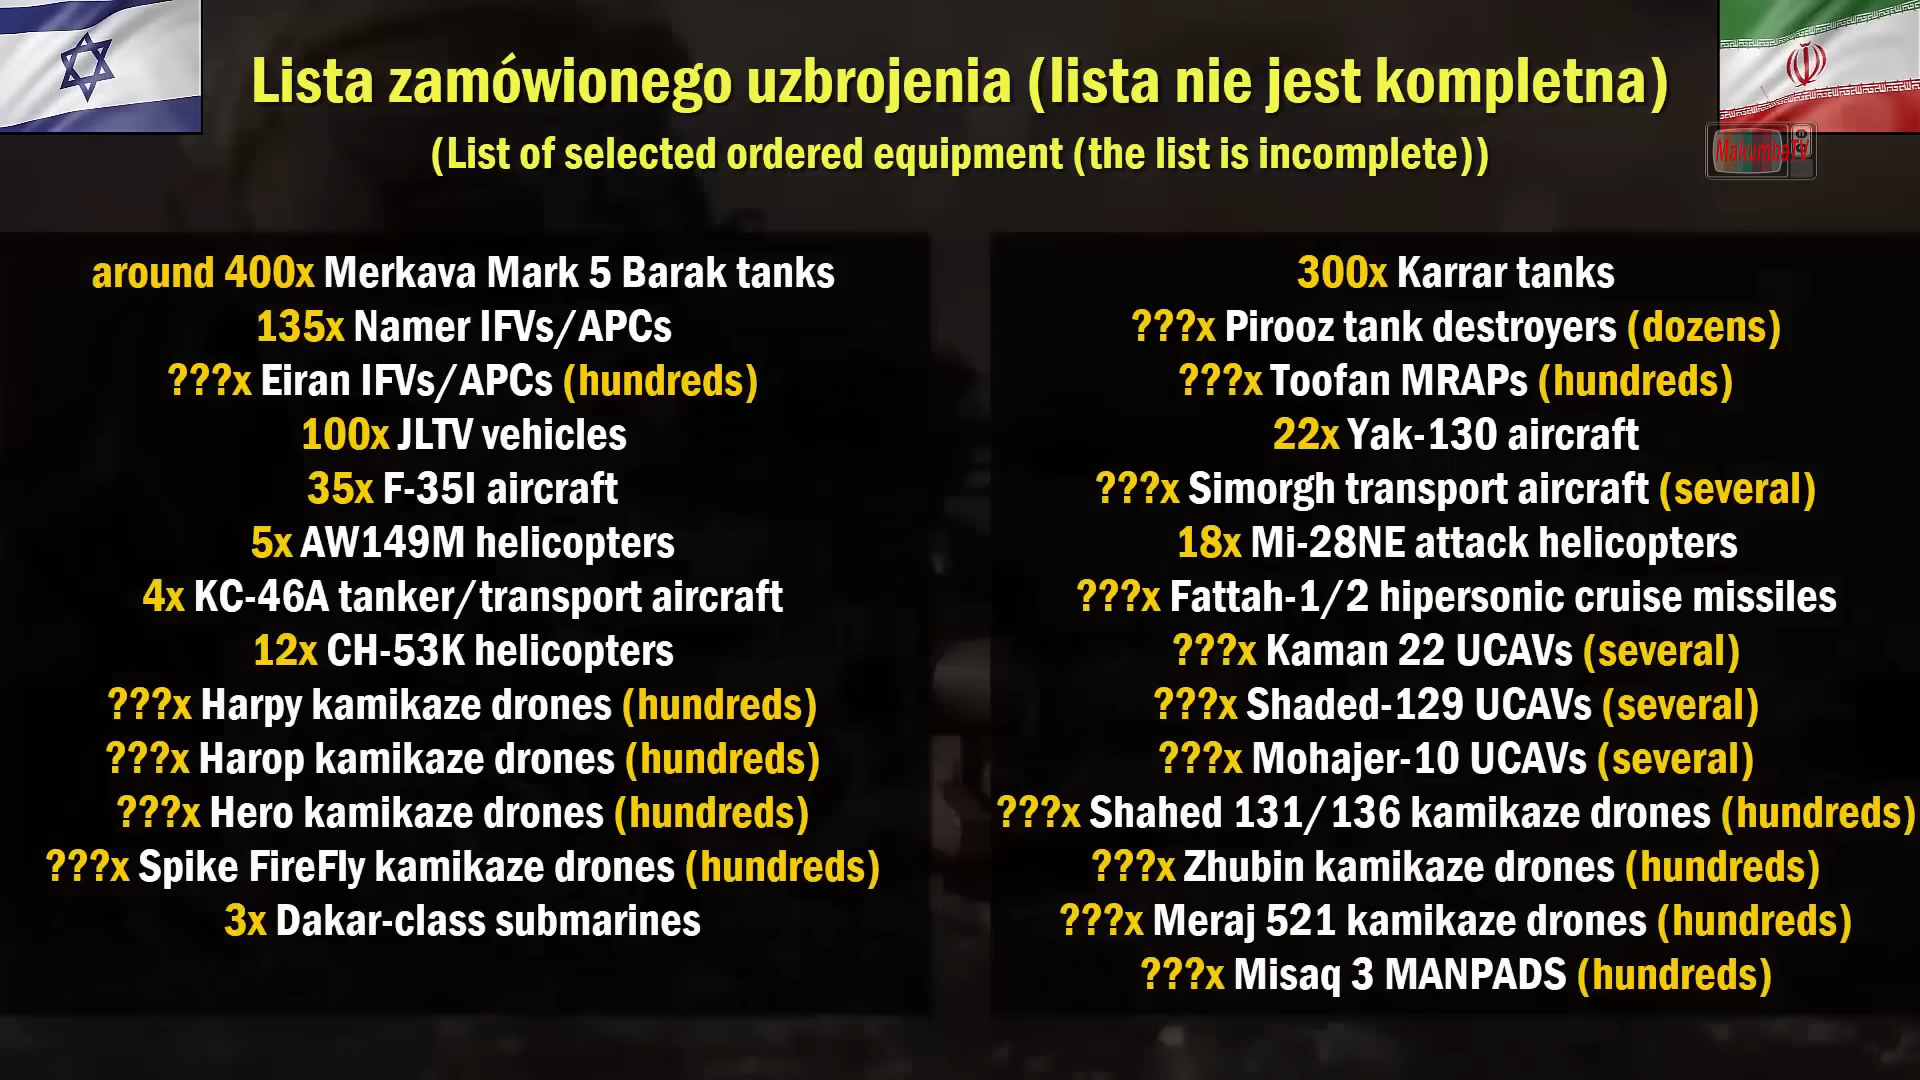 Lista zamówionego uzbrojenia (lista nie jest kompletna)
(List of selected ordered equipment (the list is incomplete))
MakumbaTV
around 400x Merkava Mark 5 Barak tanks
135x Namer IFVs/APCs
???x Eiran IFVs/APCs (hundreds)
100x JLTV vehicles
35x F-35I aircraft
5x AW149M helicopters
4x KC-46A tanker/transport aircraft
12x CH-53K helicopters
???x Harpy kamikaze drones (hundreds)
???x Harop kamikaze drones (hundreds)
???x Hero kamikaze drones (hundreds)
???x Spike FireFly kamikaze drones (hundreds)
3x Dakar-class submarines
300x Karrar tanks
???x Pirooz tank destroyers (dozens)
???x Toofan MRAPs (hundreds)
22x Yak-130 aircraft
???x Simorgh transport aircraft (several)
18x Mi-28NE attack helicopters
???x Fattah-1/2 hipersonic cruise missiles
???x Kaman 22 UCAVs (several)
???x Shaded-129 UCAVs (several)
???x Mohajer-10 UCAVs (several)
???x Shahed 131/136 kamikaze drones (hundreds)
???x Zhubin kamikaze drones (hundreds)
???x Meraj 521 kamikaze drones (hundreds)
???x Misaq 3 MANPADS (hundreds)